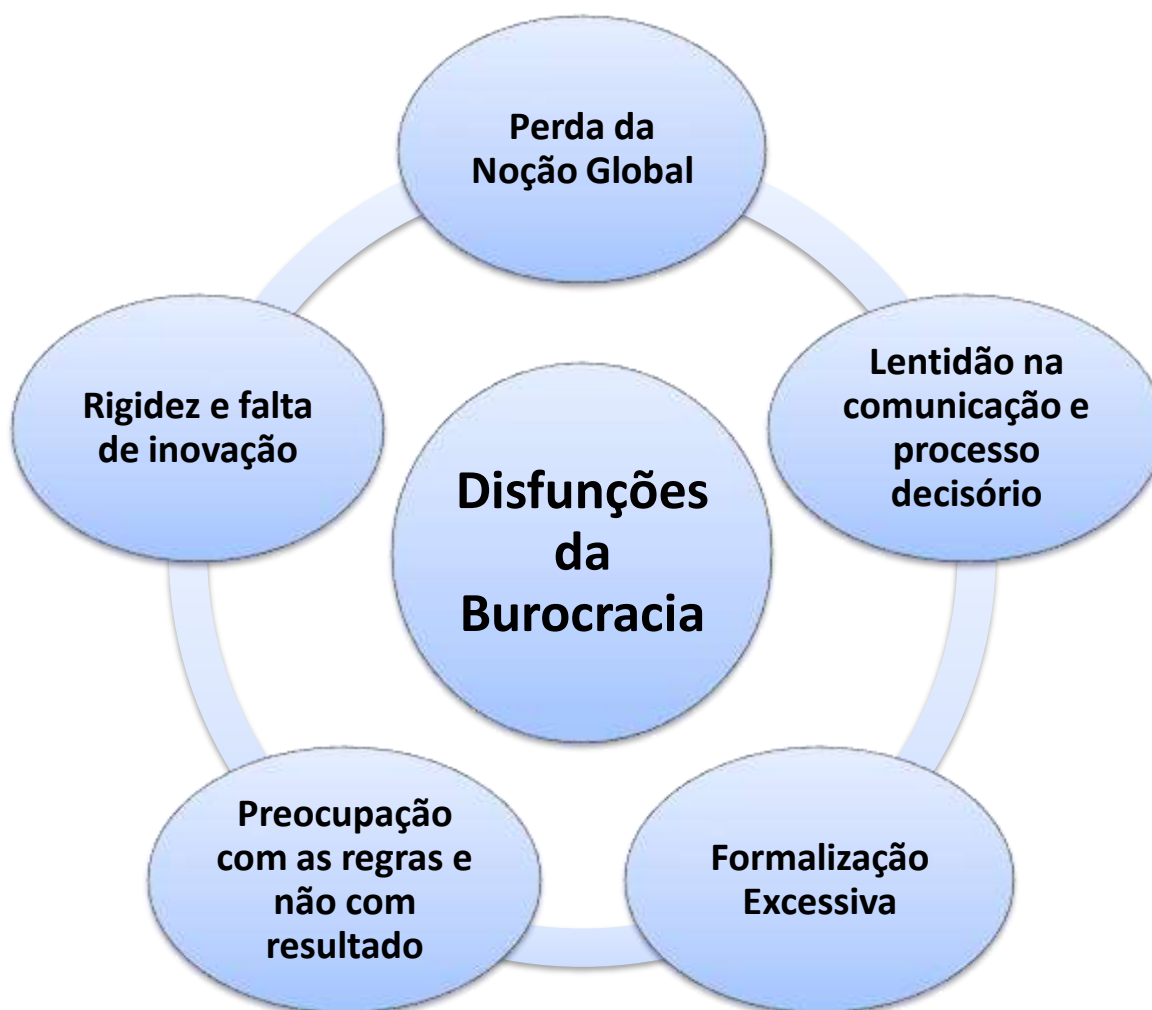 Perda da
Noção Global
Lentidão na
comunicação e
processo
decisório
Formalização
Excessiva
Preocupação
com as regras e
não com
resultado
Rigidez e falta
de inovação
Disfunções
da
Burocracia